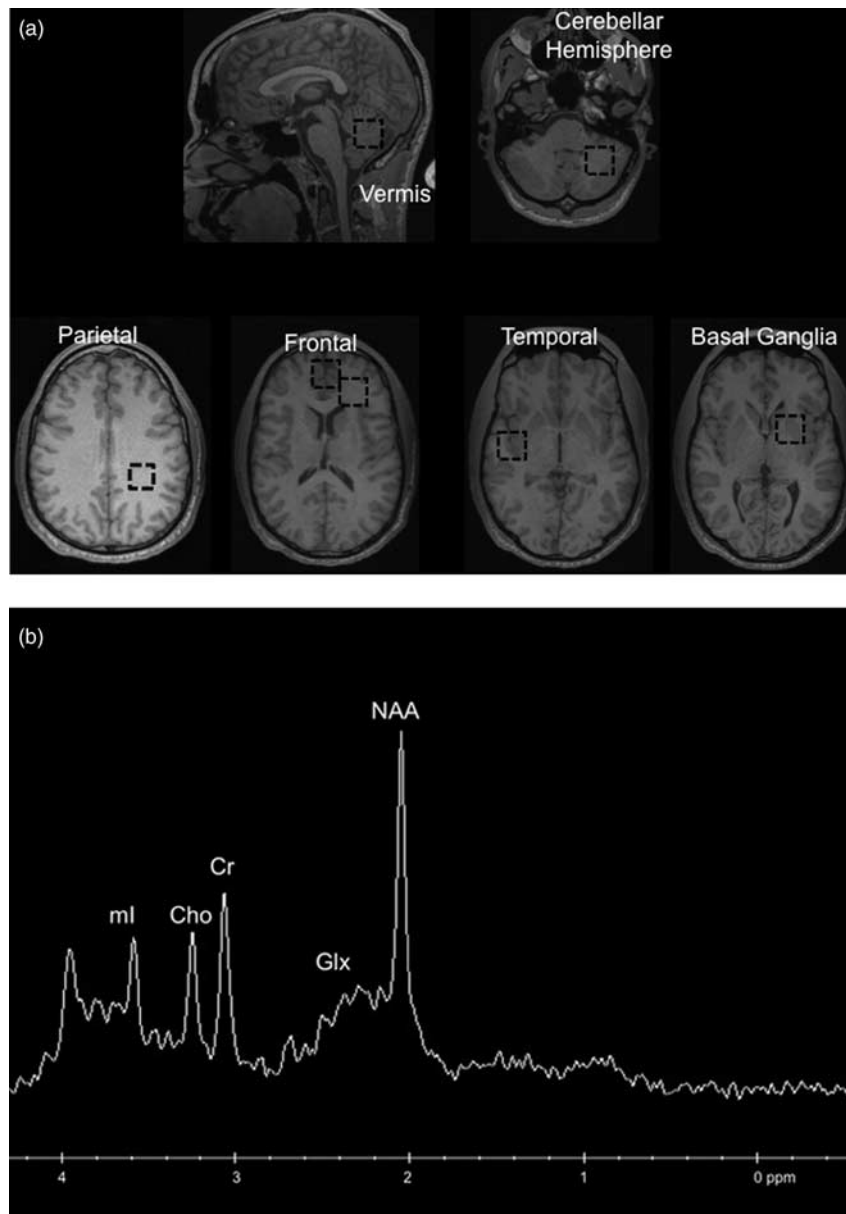 (a)
Cerebellar
Hemisphere
Vermis
Parietal
Frontal
Temporal
Basal Ganglia
(b)
NAA
Cr
mI
Cho
Glx
4 3 2 1 0 ppm